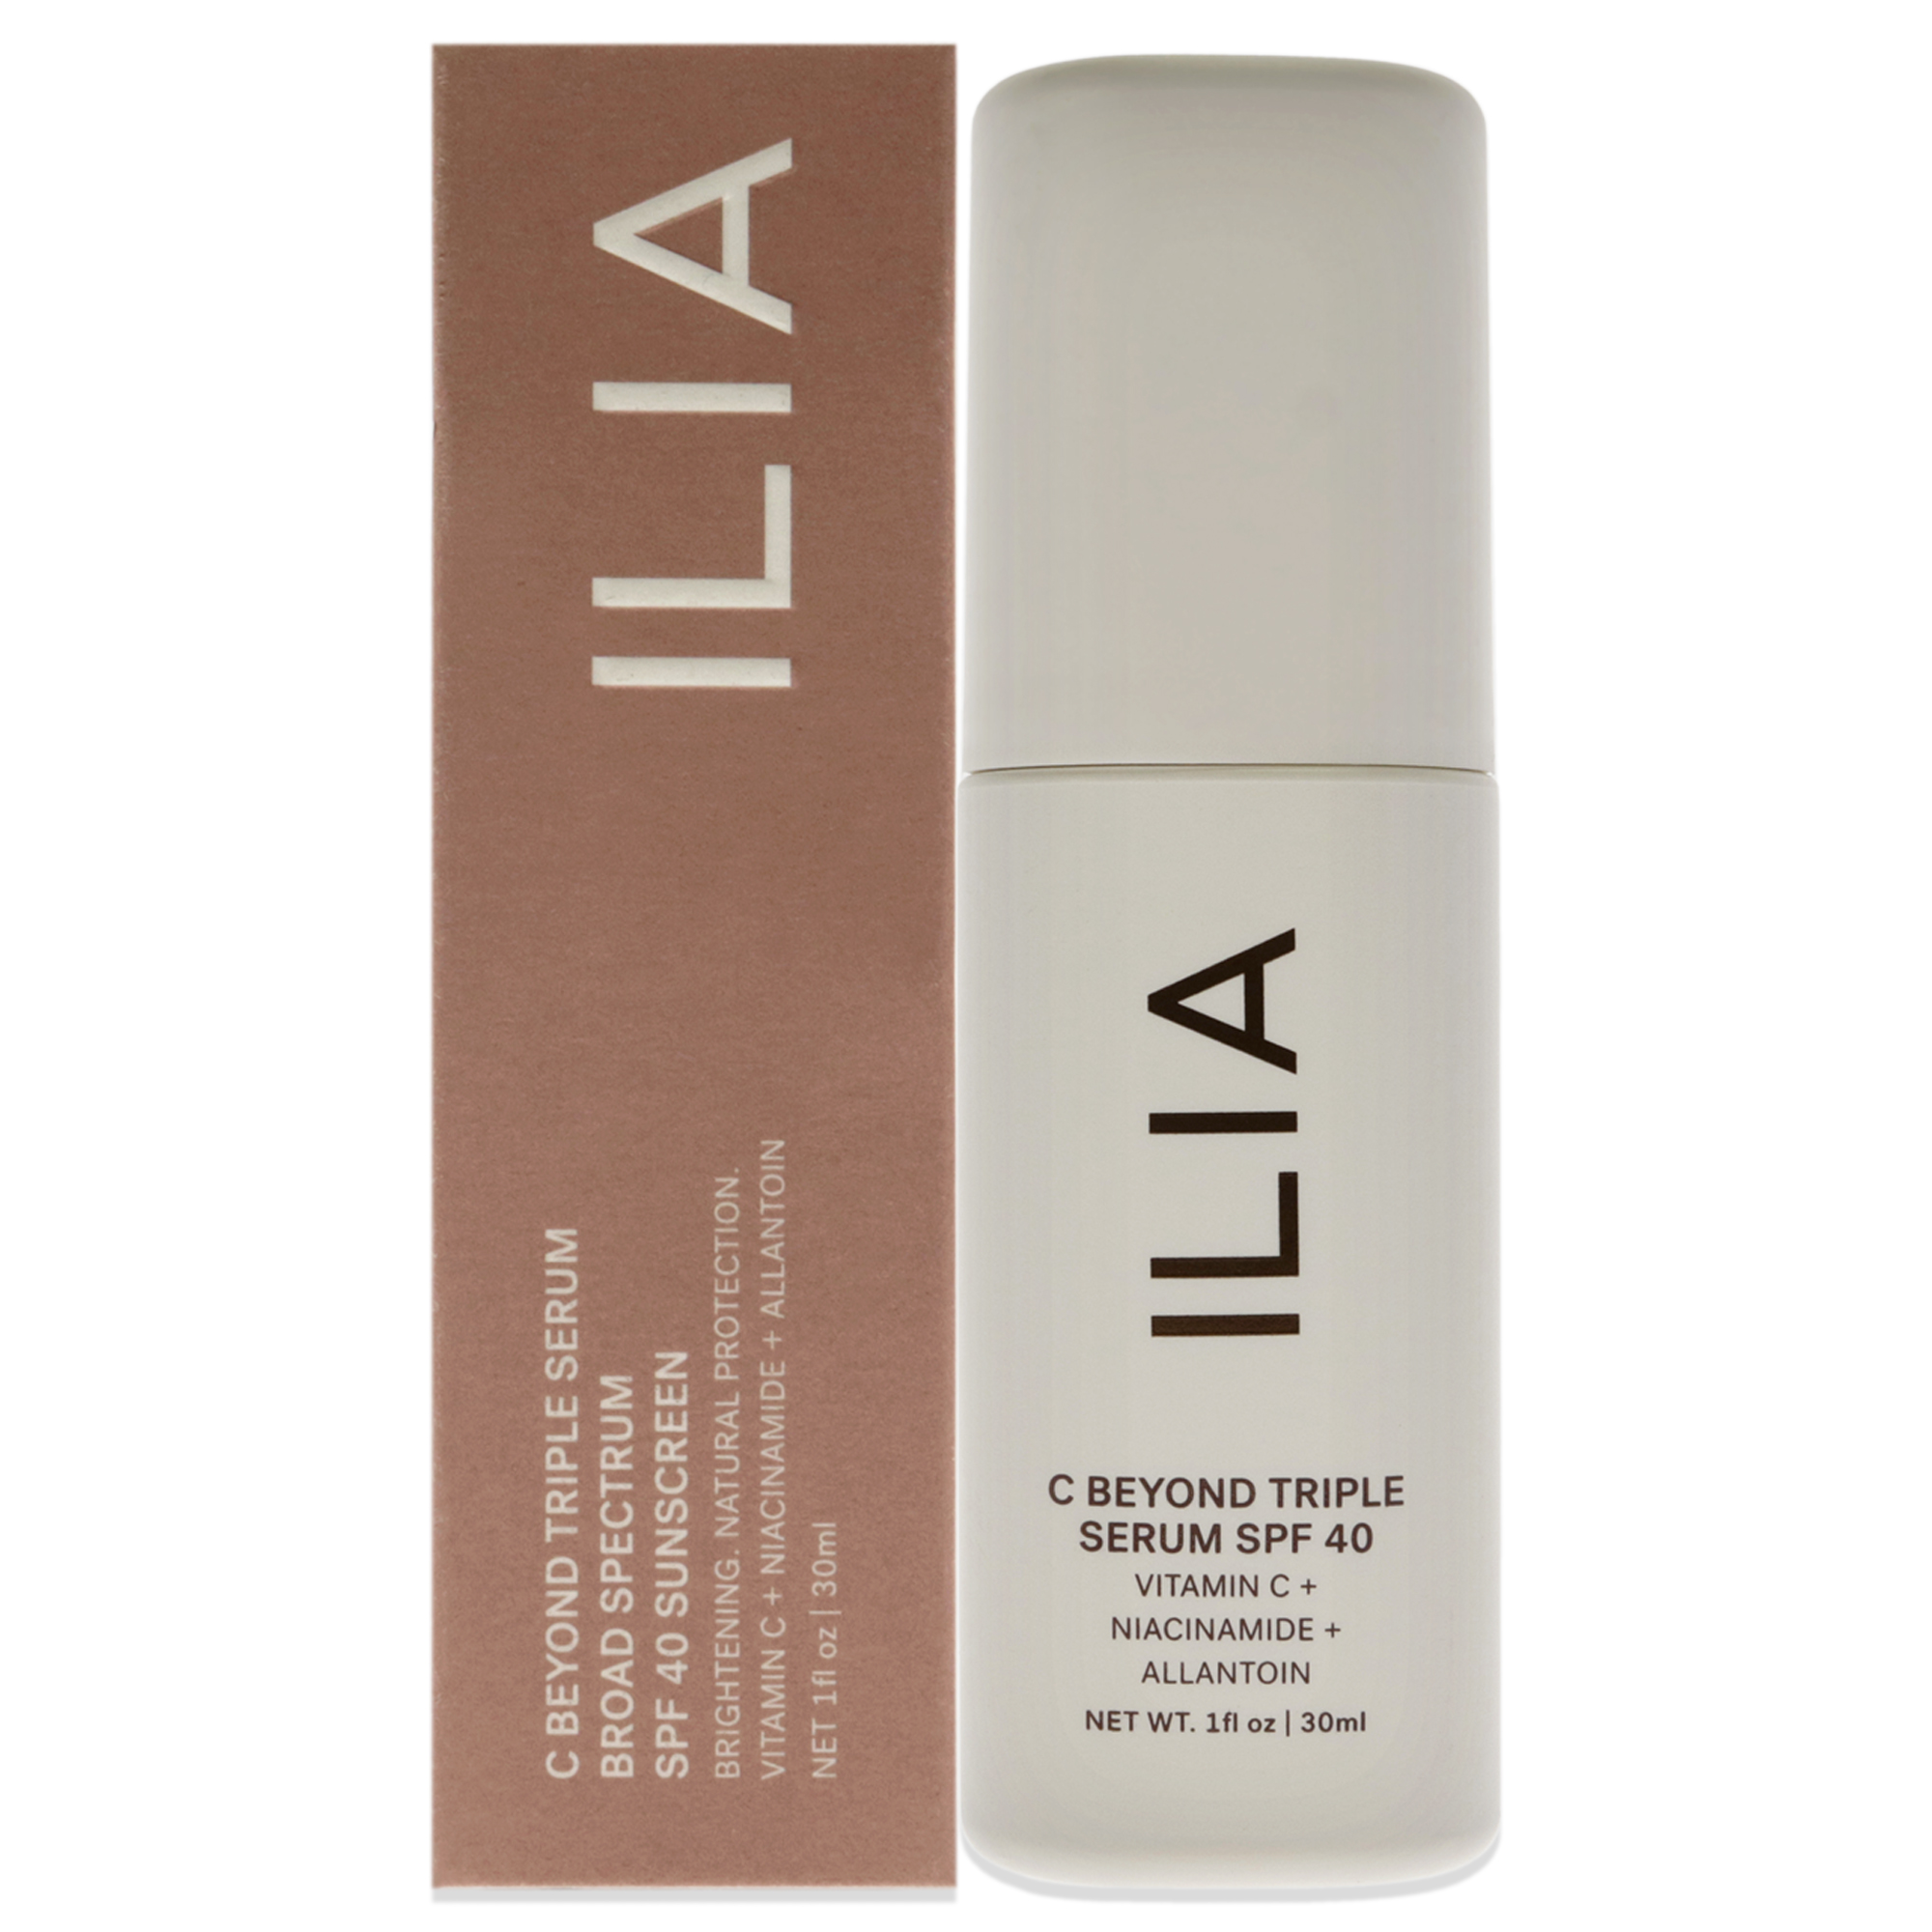 ILIA
C BEYOND TRIPLE SERUM
BROAD SPECTRUM
SPF 40 SUNSCREEN
BRIGHTENING. NATURAL PROTECTION.
VITAMIN C + NIACINAMIDE + ALLANTOIN
NET 1fl oz | 30ml
ILIA
C BEYOND TRIPLE
SERUM SPF 40
VITAMIN C +
NIACINAMIDE +
ALLANTOIN
NET WT. 1fl oz | 30ml